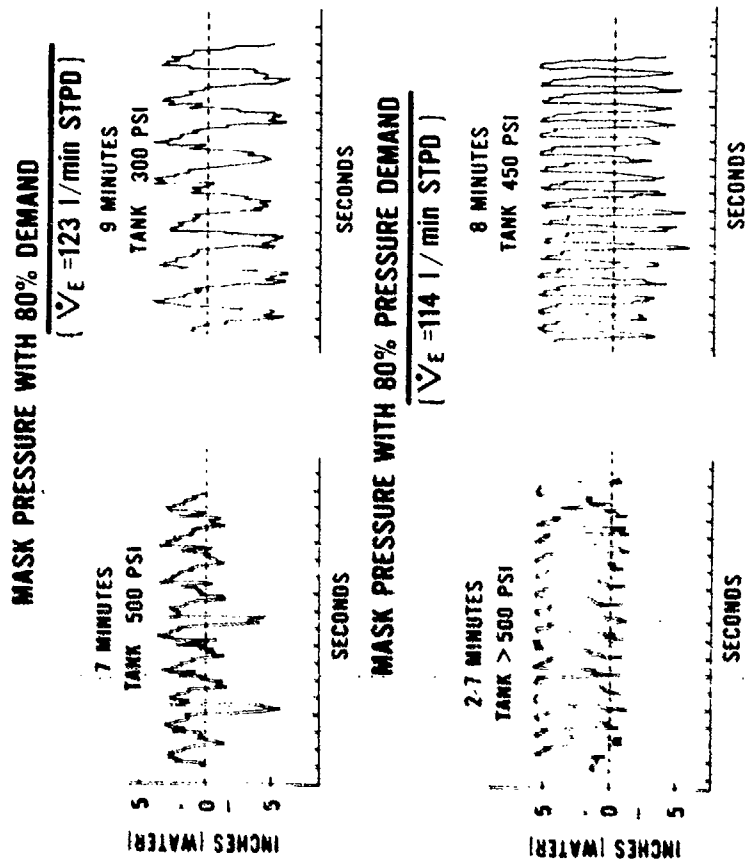 MASK PRESSURE WITH 80% DEMAND
[V̇E =123 l/min STPD]
7 MINUTES
TANK 500 PSI
9 MINUTES
TANK 300 PSI
INCHES [WATER]
5
0
5
SECONDS
SECONDS
MASK PRESSURE WITH 80% PRESSURE DEMAND
[V̇E =114 l/min STPD]
2-7 MINUTES
TANK > 500 PSI
8 MINUTES
TANK 450 PSI
INCHES [WATER]
5
0
5
SECONDS
SECONDS